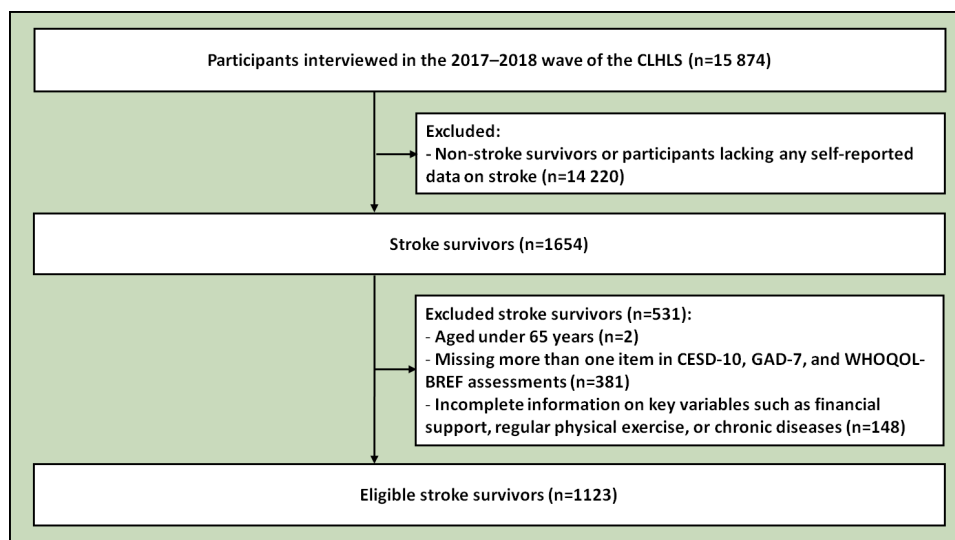 Participants interviewed in the 2017–2018 wave of the CLHLS (n=15 874)
Excluded:
- Non-stroke survivors or participants lacking any self-reported
data on stroke (n=14 220)
Stroke survivors (n=1654)
Excluded stroke survivors (n=531):
- Aged under 65 years (n=2)
- Missing more than one item in CESD-10, GAD-7, and WHOQOL-
BREF assessments (n=381)
- Incomplete information on key variables such as financial
support, regular physical exercise, or chronic diseases (n=148)
Eligible stroke survivors (n=1123)